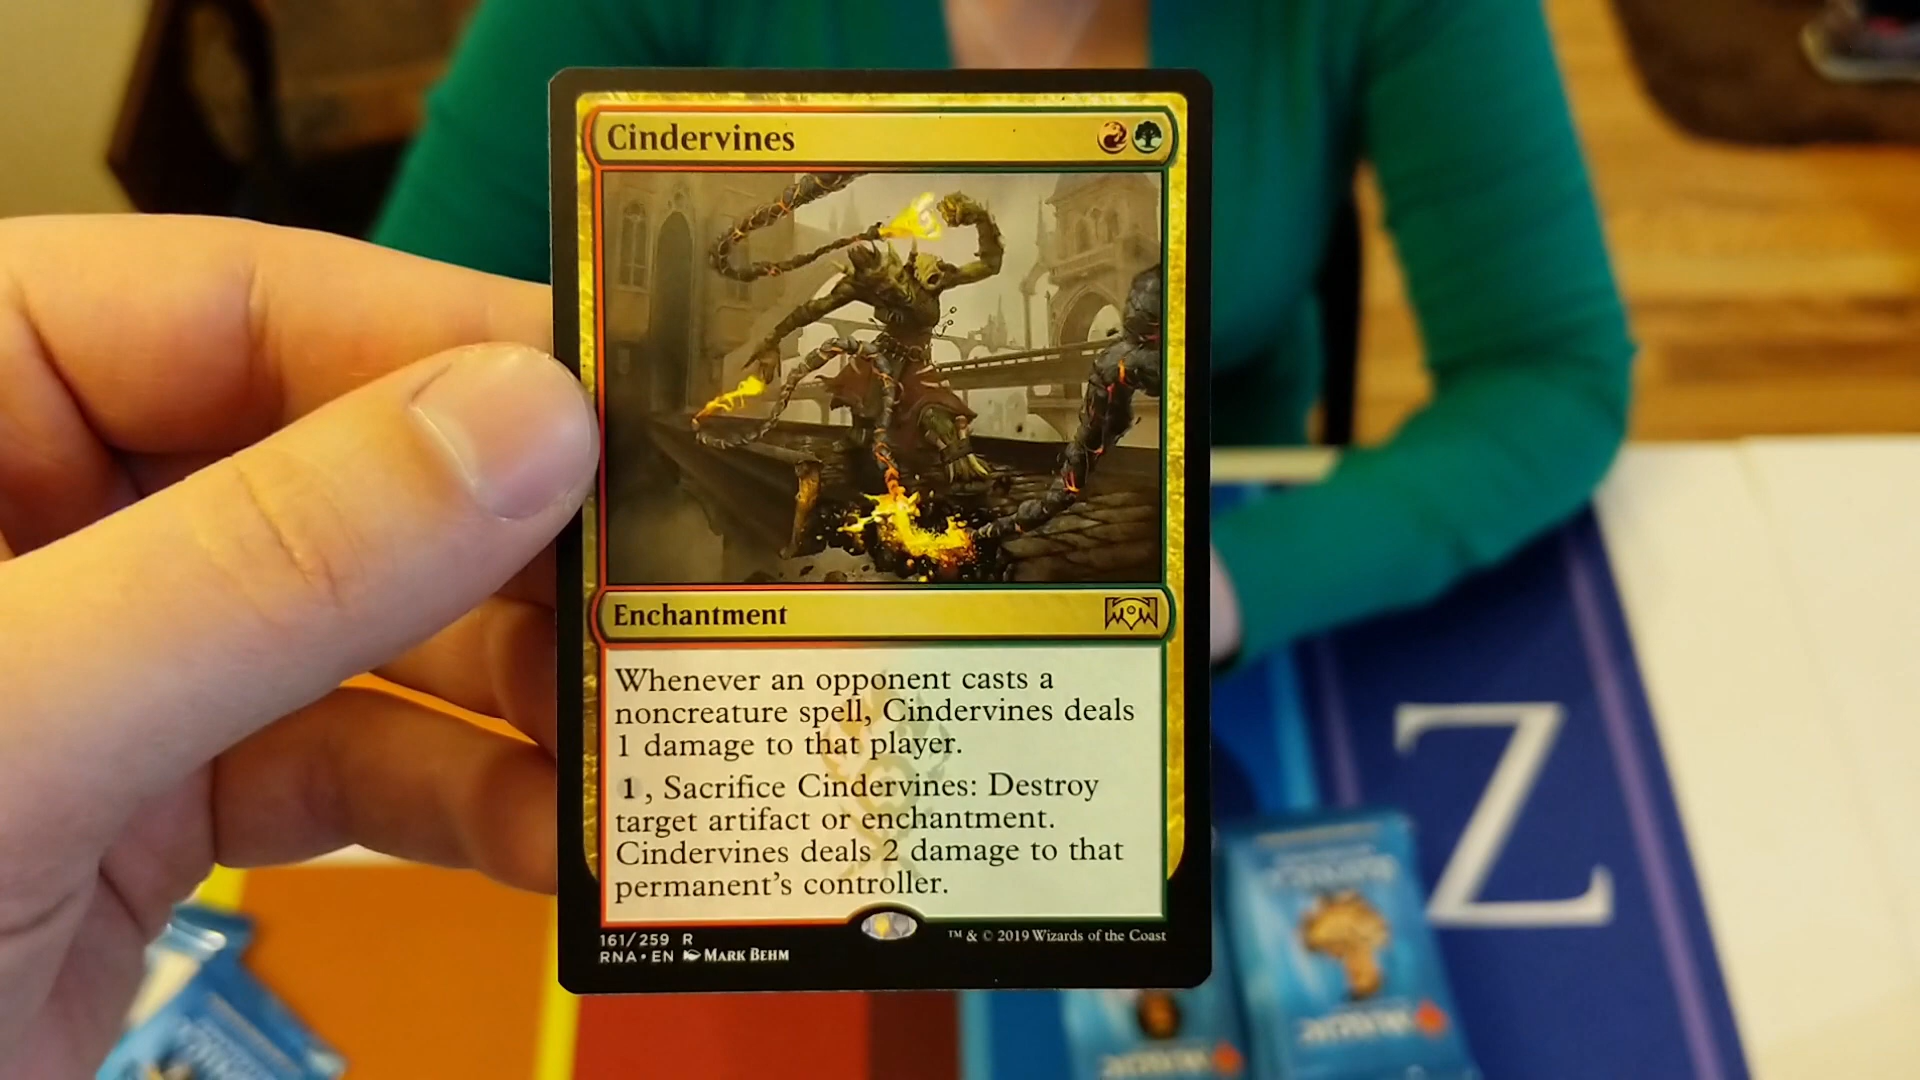 Cindervines
Enchantment
Whenever an opponent casts a
noncreature spell, Cindervines deals
1 damage to that player.
1, Sacrifice Cindervines: Destroy
target artifact or enchantment.
Cindervines deals 2 damage to that
permanent's controller.
161/259 R
RNA • EN MARK BEHM
™ & © 2019 Wizards of the Coast
Z